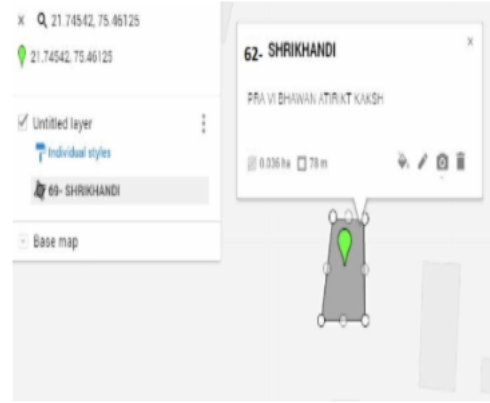 21.74542, 75.46125
21.74542, 75.46125
Untitled layer
Individual styles
69- SHRIKHANDI
Base map
62- SHRIKHANDI
PRA VI BHAWAN ATIRIKT KAKSH
0.036 ha 78 m